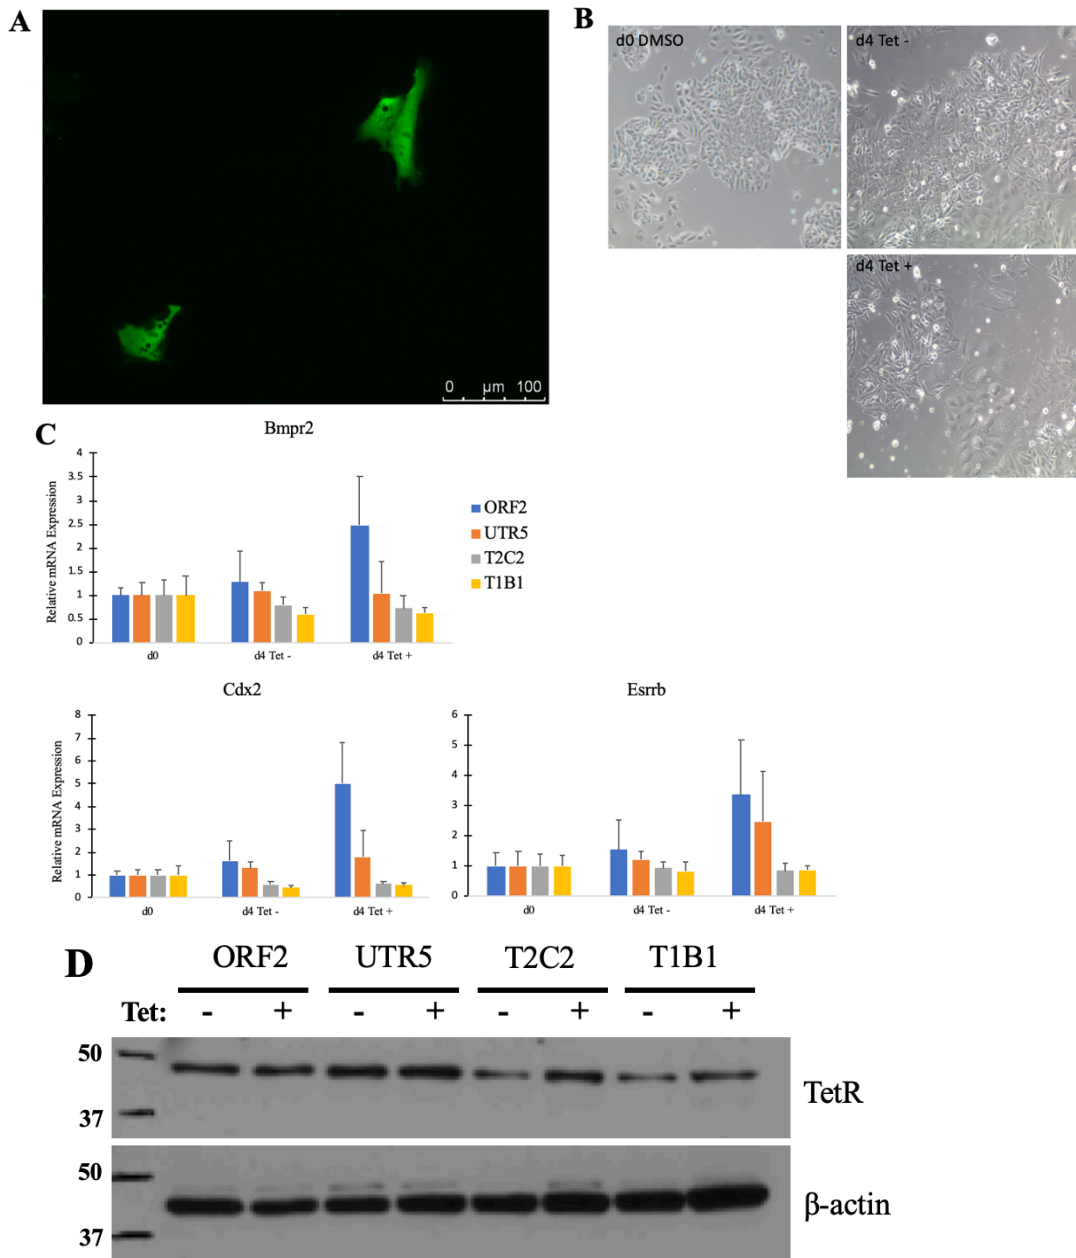 A
0 µm 100
B
d0 DMSO
d4 Tet -
d4 Tet +
C
Bmpr2
Relative mRNA Expression
4
3.5
3
2.5
2
1.5
1
0.5
0
d0
d4 Tet -
d4 Tet +
ORF2
UTR5
T2C2
T1B1
Cdx2
Relative mRNA Expression
8
7
6
5
4
3
2
1
0
d0
d4 Tet -
d4 Tet +
Esrrb
6
5
4
3
2
1
0
d0
d4 Tet -
d4 Tet +
D
ORF2 UTR5 T2C2 T1B1
Tet: - + - + - + - +
50
37
TetR
50
37
β-actin